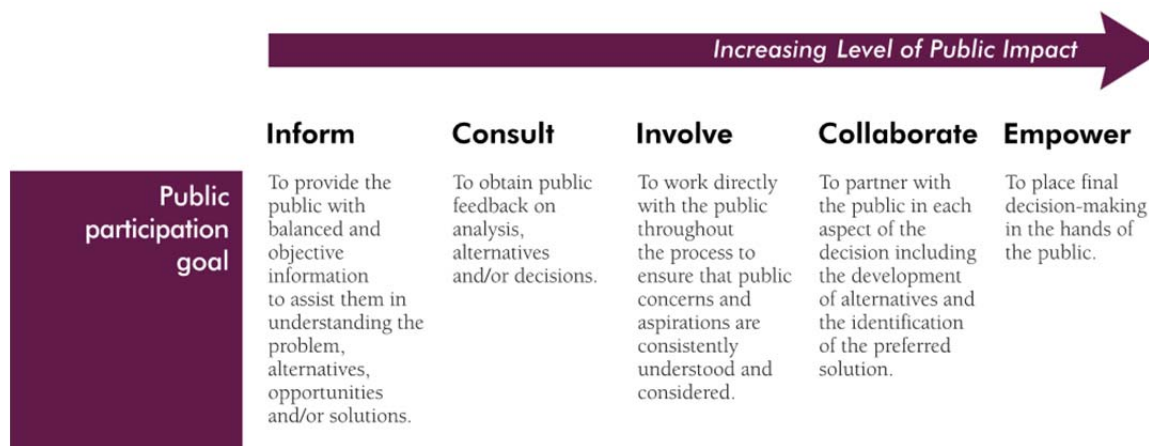 Increasing Level of Public Impact
Inform
Consult
Involve
Collaborate
Empower
Public
participation
goal
To provide the
public with
balanced and
objective
information
to assist them in
understanding the
problem,
alternatives,
opportunities
and/or solutions.
To obtain public
feedback on
analysis,
alternatives
and/or decisions.
To work directly
with the public
throughout
the process to
ensure that public
concerns and
aspirations are
consistently
understood and
considered.
To partner with
the public in each
aspect of the
decision including
the development
of alternatives and
the identification
of the preferred
solution.
To place final
decision-making
in the hands of
the public.